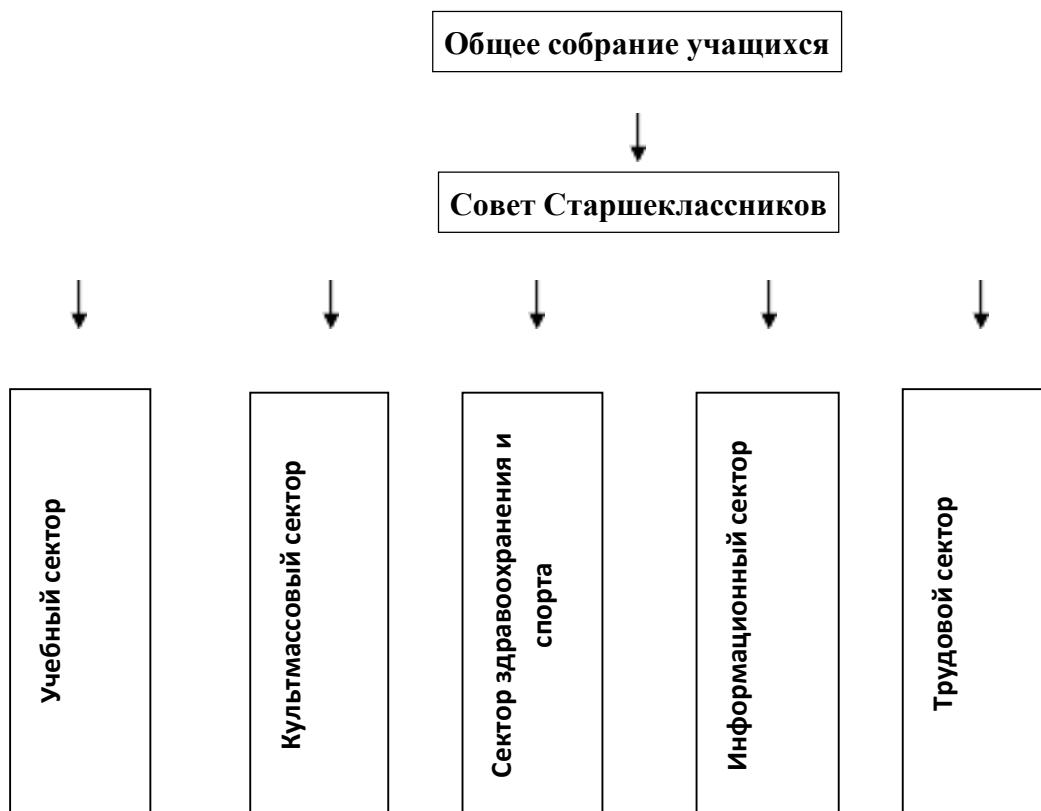 Общее собрание учащихся
Совет Старшеклассников
Учебный сектор
Культмассовый сектор
Сектор здравоохранения и
спорта
Информационный сектор
Трудовой сектор